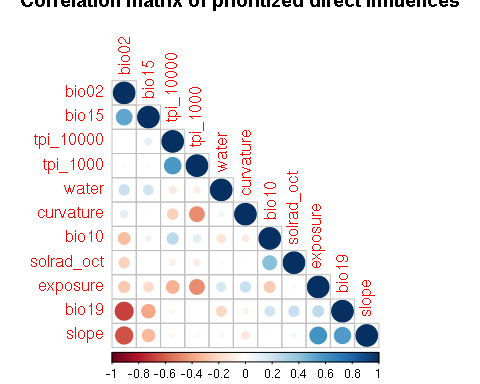 Correlation matrix of prioritized direct influences
bio02
bio15
tpi_10000
tpi_1000
water
curvature
bio10
solrad_oct
exposure
bio19
slope
bio02
bio15
tpi_10000
tpi_1000
water
curvature
bio10
solrad_oct
exposure
bio19
slope
-1 -0.8 -0.6 -0.4 -0.2 0 0.2 0.4 0.6 0.8 1